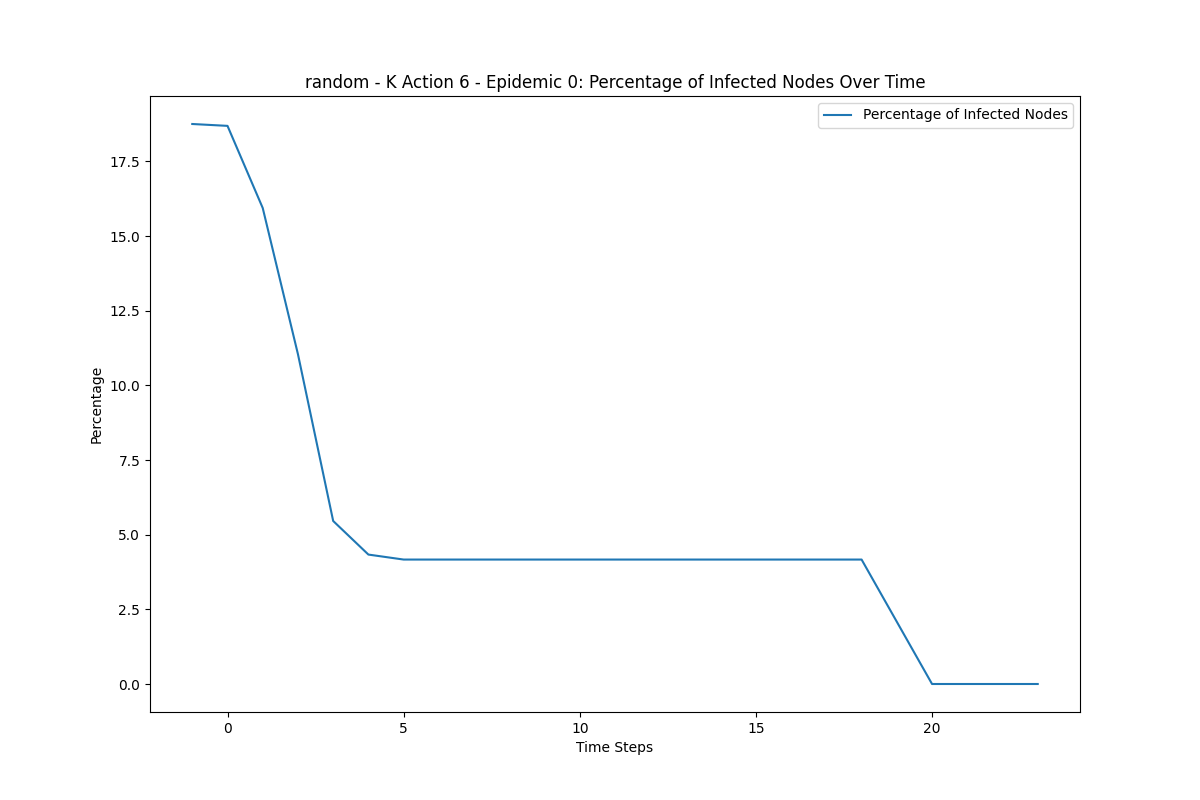 random - K Action 6 - Epidemic 0: Percentage of Infected Nodes Over Time
Percentage of Infected Nodes
17.5
15.0
12.5
10.0
7.5
5.0
2.5
0.0
Percentage
0 5 10 15 20
Time Steps